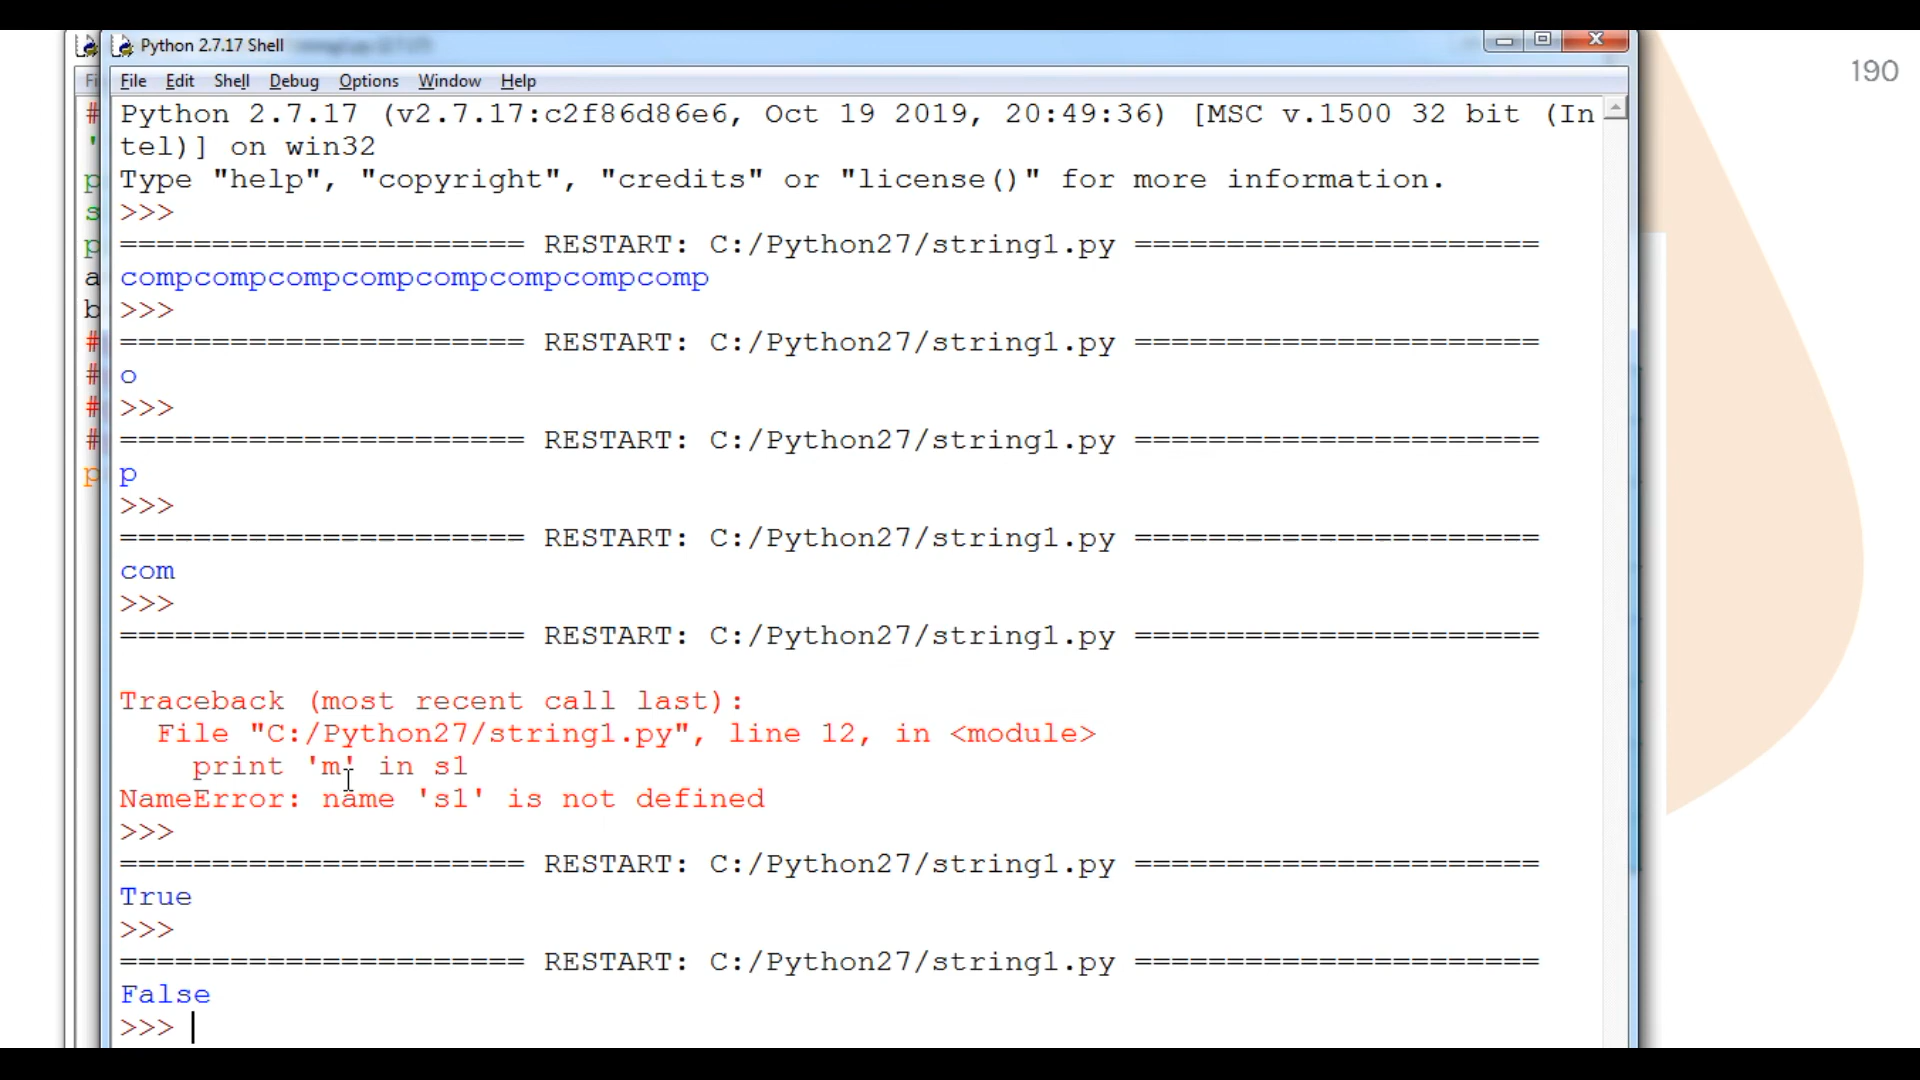 Python 2.7.17 Shell
190
File Edit Shell Debug Options Window Help
Python 2.7.17 (v2.7.17:c2f86d86e6, Oct 19 2019, 20:49:36) [MSC v.1500 32 bit (In
tel)] on win32
Type "help", "copyright", "credits" or "license()" for more information.
>>>
====================== RESTART: C:/Python27/string1.py ======================
compcompcompcompcompcompcompcomp
>>>
====================== RESTART: C:/Python27/string1.py ======================
o
>>>
====================== RESTART: C:/Python27/string1.py ======================
p
>>>
====================== RESTART: C:/Python27/string1.py ======================
com
>>>
====================== RESTART: C:/Python27/string1.py ======================
Traceback (most recent call last):
  File "C:/Python27/string1.py", line 12, in <module>
    print 'm' in s1
NameError: name 's1' is not defined
>>>
====================== RESTART: C:/Python27/string1.py ======================
True
>>>
====================== RESTART: C:/Python27/string1.py ======================
False
>>>